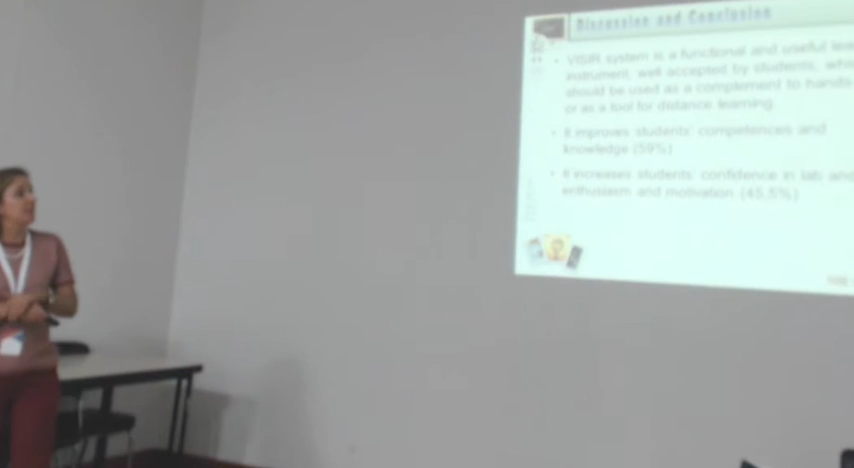 Discussion and Conclusion
• VISIR system is a functional and useful
instrument, well accepted by students,
should be used as a complement to
or as a tool for distance learning.
• It improves students' competences and
knowledge (59%)
• It increases students' confidence in lab and
enthusiasm and motivation (45,5%)